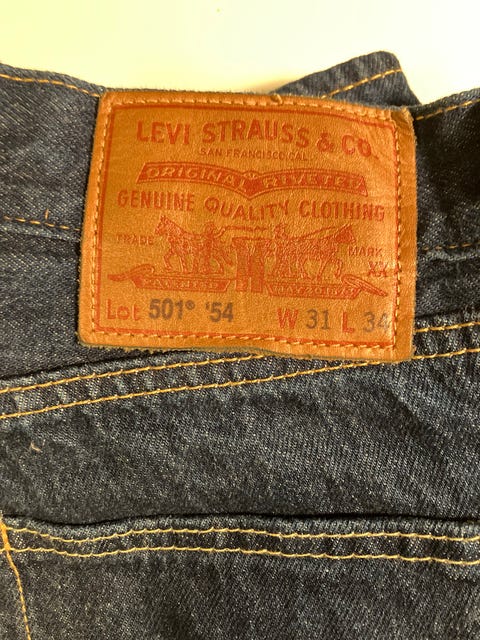 LEVI STRAUSS & CO.
SAN FRANCISCO, CAL.
ORIGINAL RIVETED
GENUINE QUALITY CLOTHING
TRADE MARK
XX
Lot 501® '54 W 31 L 34